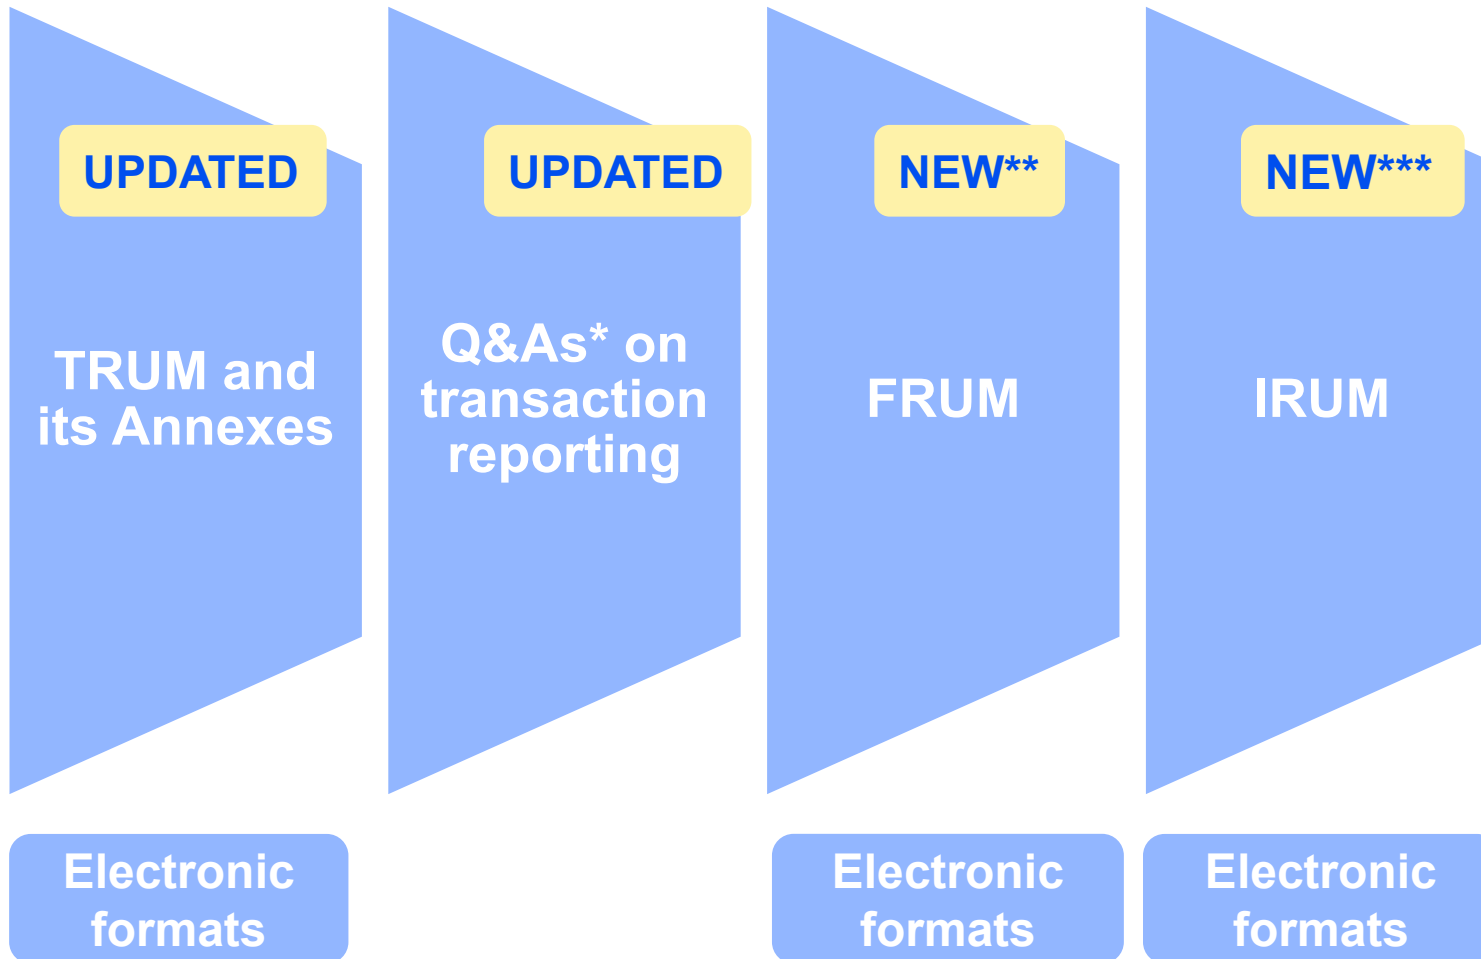 UPDATED
TRUM and
its Annexes
Electronic
formats
UPDATED
Q&As* on
transaction
reporting
NEW**
FRUM
Electronic
formats
NEW***
IRUM
Electronic
formats